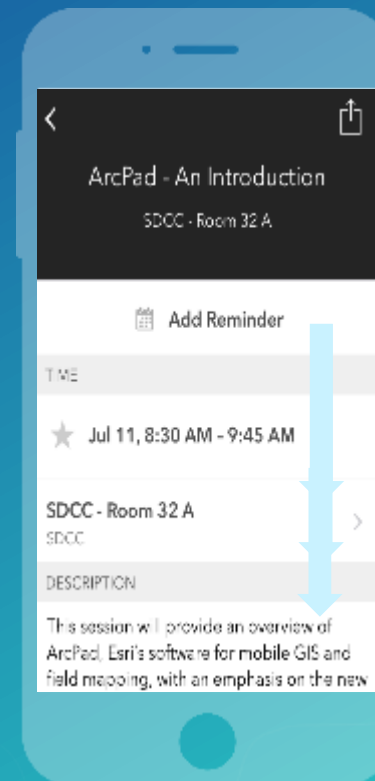 ArcPad - An Introduction
SDCC - Room 32 A
Add Reminder
TIME
Jul 11, 8:30 AM - 9:45 AM
SDCC - Room 32 A
SDCC
DESCRIPTION
This session will provide an overview of
ArcPad, Esri's software for mobile GIS and
field mapping, with an emphasis on the new